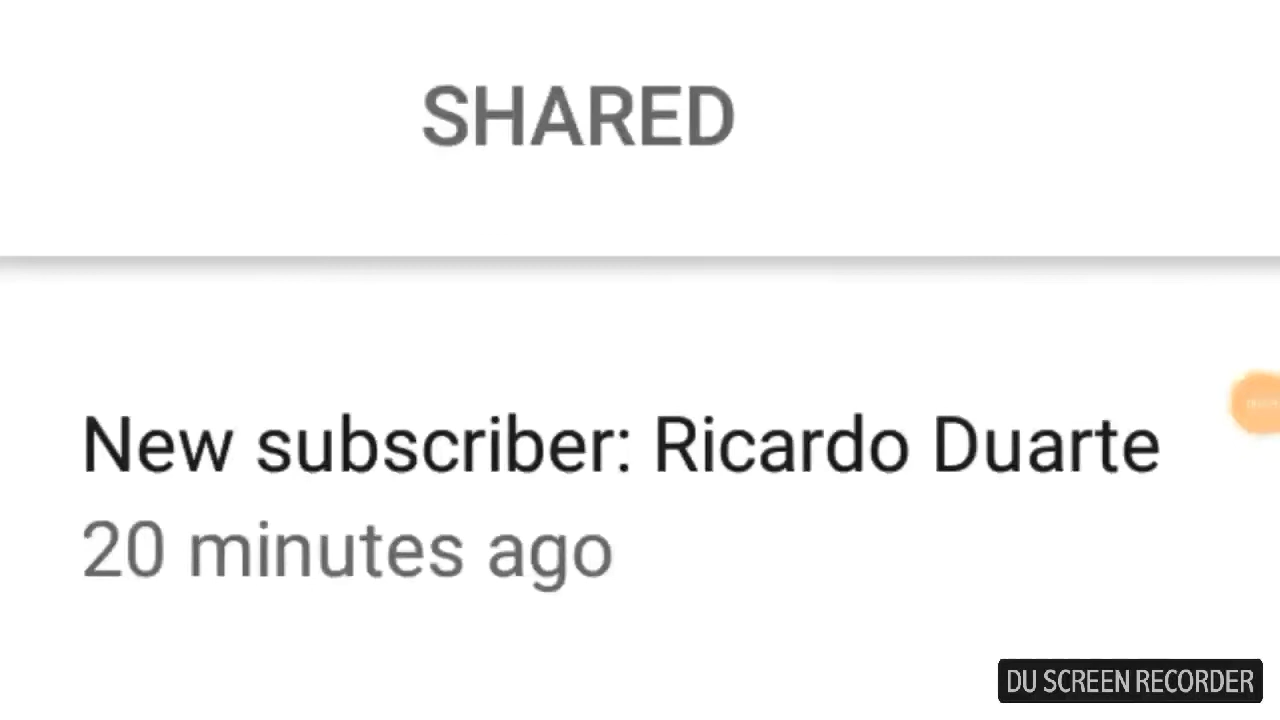 SHARED
New subscriber: Ricardo Duarte
20 minutes ago
DU SCREEN RECORDER